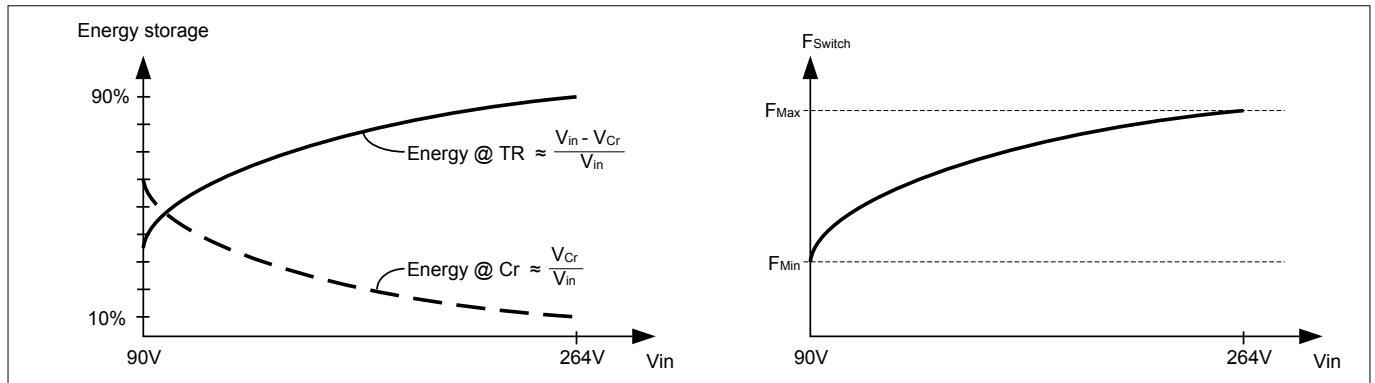 Energy storage
90%
Energy @ TR ≈ Vin - VCr / Vin
Energy @ Cr ≈ VCr / Vin
10%
90V
264V
Vin
FSwitch
FMax
FMin
90V
264V
Vin